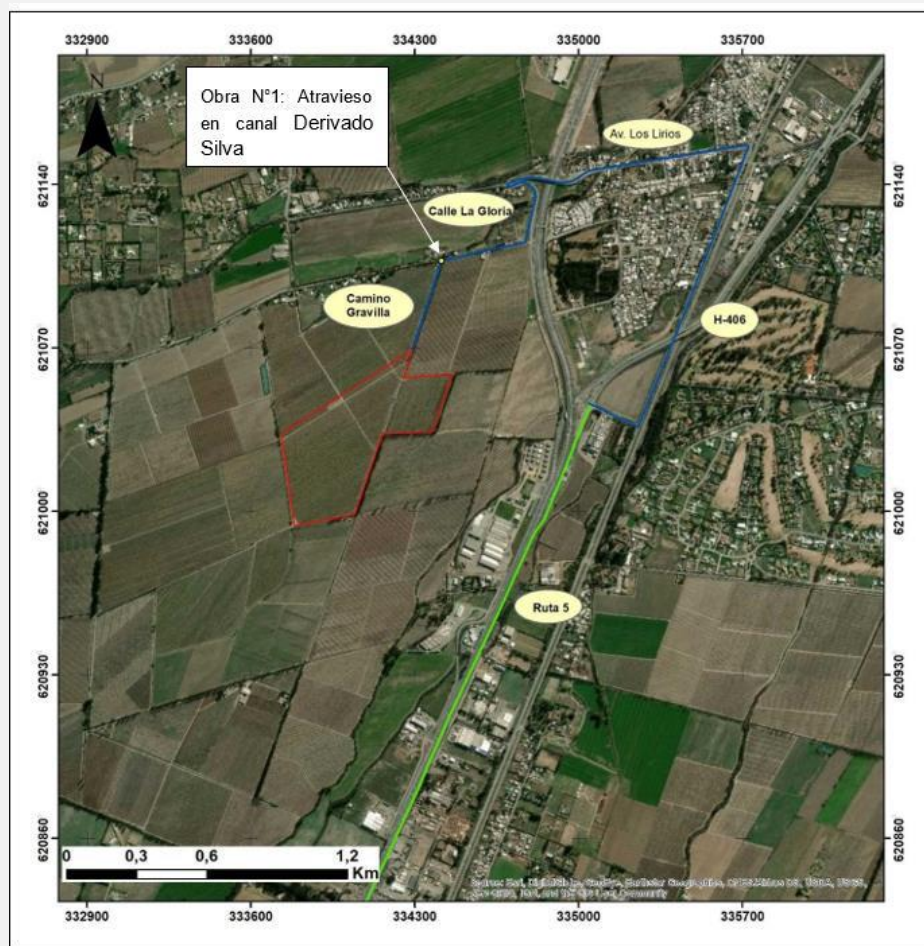 332900 333600 334300 335000 335700
N
Obra N°1: Atravieso
en canal Derivado
Silva
Av. Los Lirios
621140
621140
Calle La Gloria
Camino
Gravilla
H-406
621070
621070
621000
621000
Ruta 5
620930
620930
620860
620860
0 0,3 0,6 1,2
Km
332900 333600 334300 335000 335700